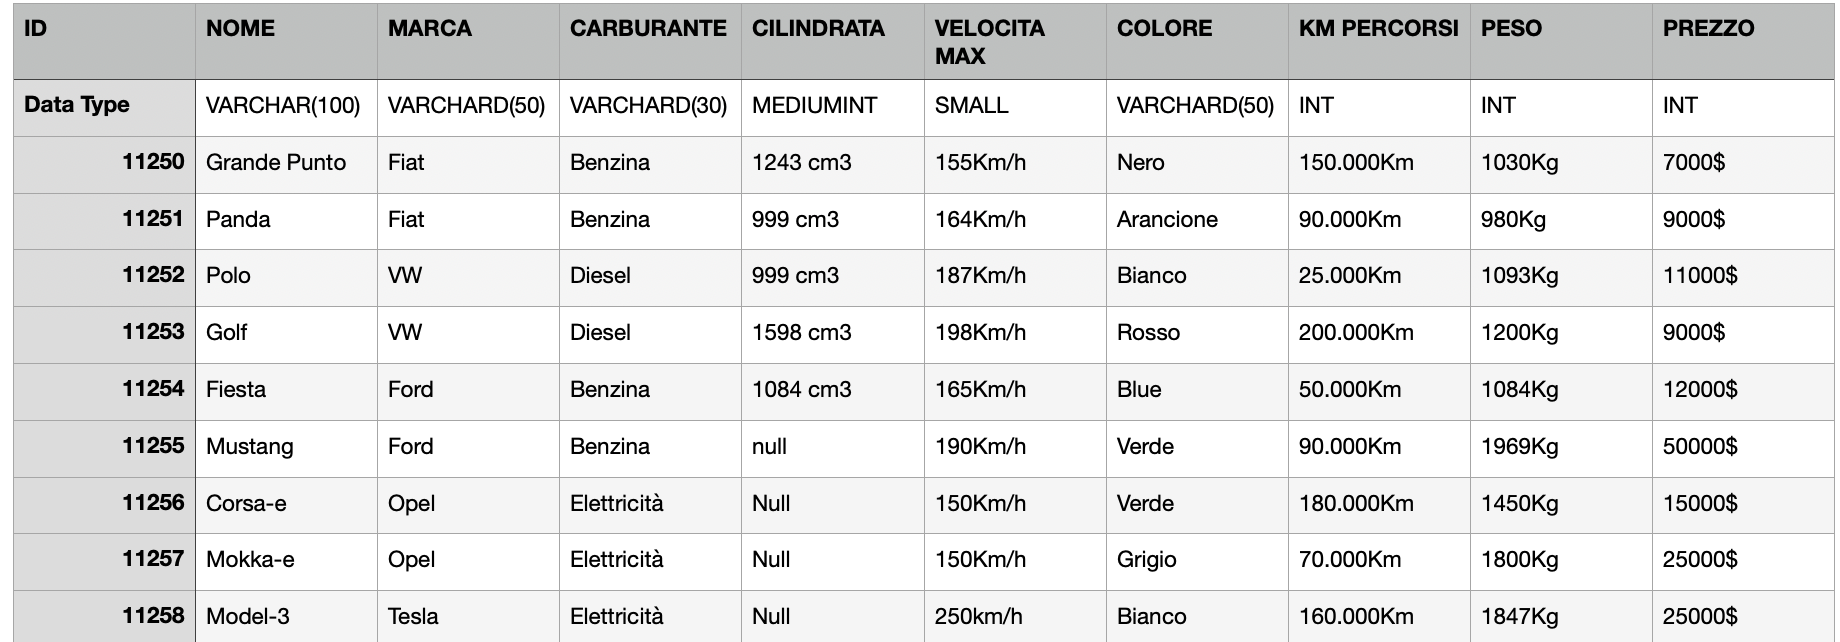 ID NOME MARCA CARBURANTE CILINDRATA VELOCITA MAX COLORE KM PERCORSI PESO PREZZO
Data Type VARCHAR(100) VARCHARD(50) VARCHARD(30) MEDIUMINT SMALL VARCHARD(50) INT INT INT
11250 Grande Punto Fiat Benzina 1243 cm3 155Km/h Nero 150.000Km 1030Kg 7000$
11251 Panda Fiat Benzina 999 cm3 164Km/h Arancione 90.000Km 980Kg 9000$
11252 Polo VW Diesel 999 cm3 187Km/h Bianco 25.000Km 1093Kg 11000$
11253 Golf VW Diesel 1598 cm3 198Km/h Rosso 200.000Km 1200Kg 9000$
11254 Fiesta Ford Benzina 1084 cm3 165Km/h Blue 50.000Km 1084Kg 12000$
11255 Mustang Ford Benzina null 190Km/h Verde 90.000Km 1969Kg 50000$
11256 Corsa-e Opel Elettricità Null 150Km/h Verde 180.000Km 1450Kg 15000$
11257 Mokka-e Opel Elettricità Null 150Km/h Grigio 70.000Km 1800Kg 25000$
11258 Model-3 Tesla Elettricità Null 250km/h Bianco 160.000Km 1847Kg 25000$